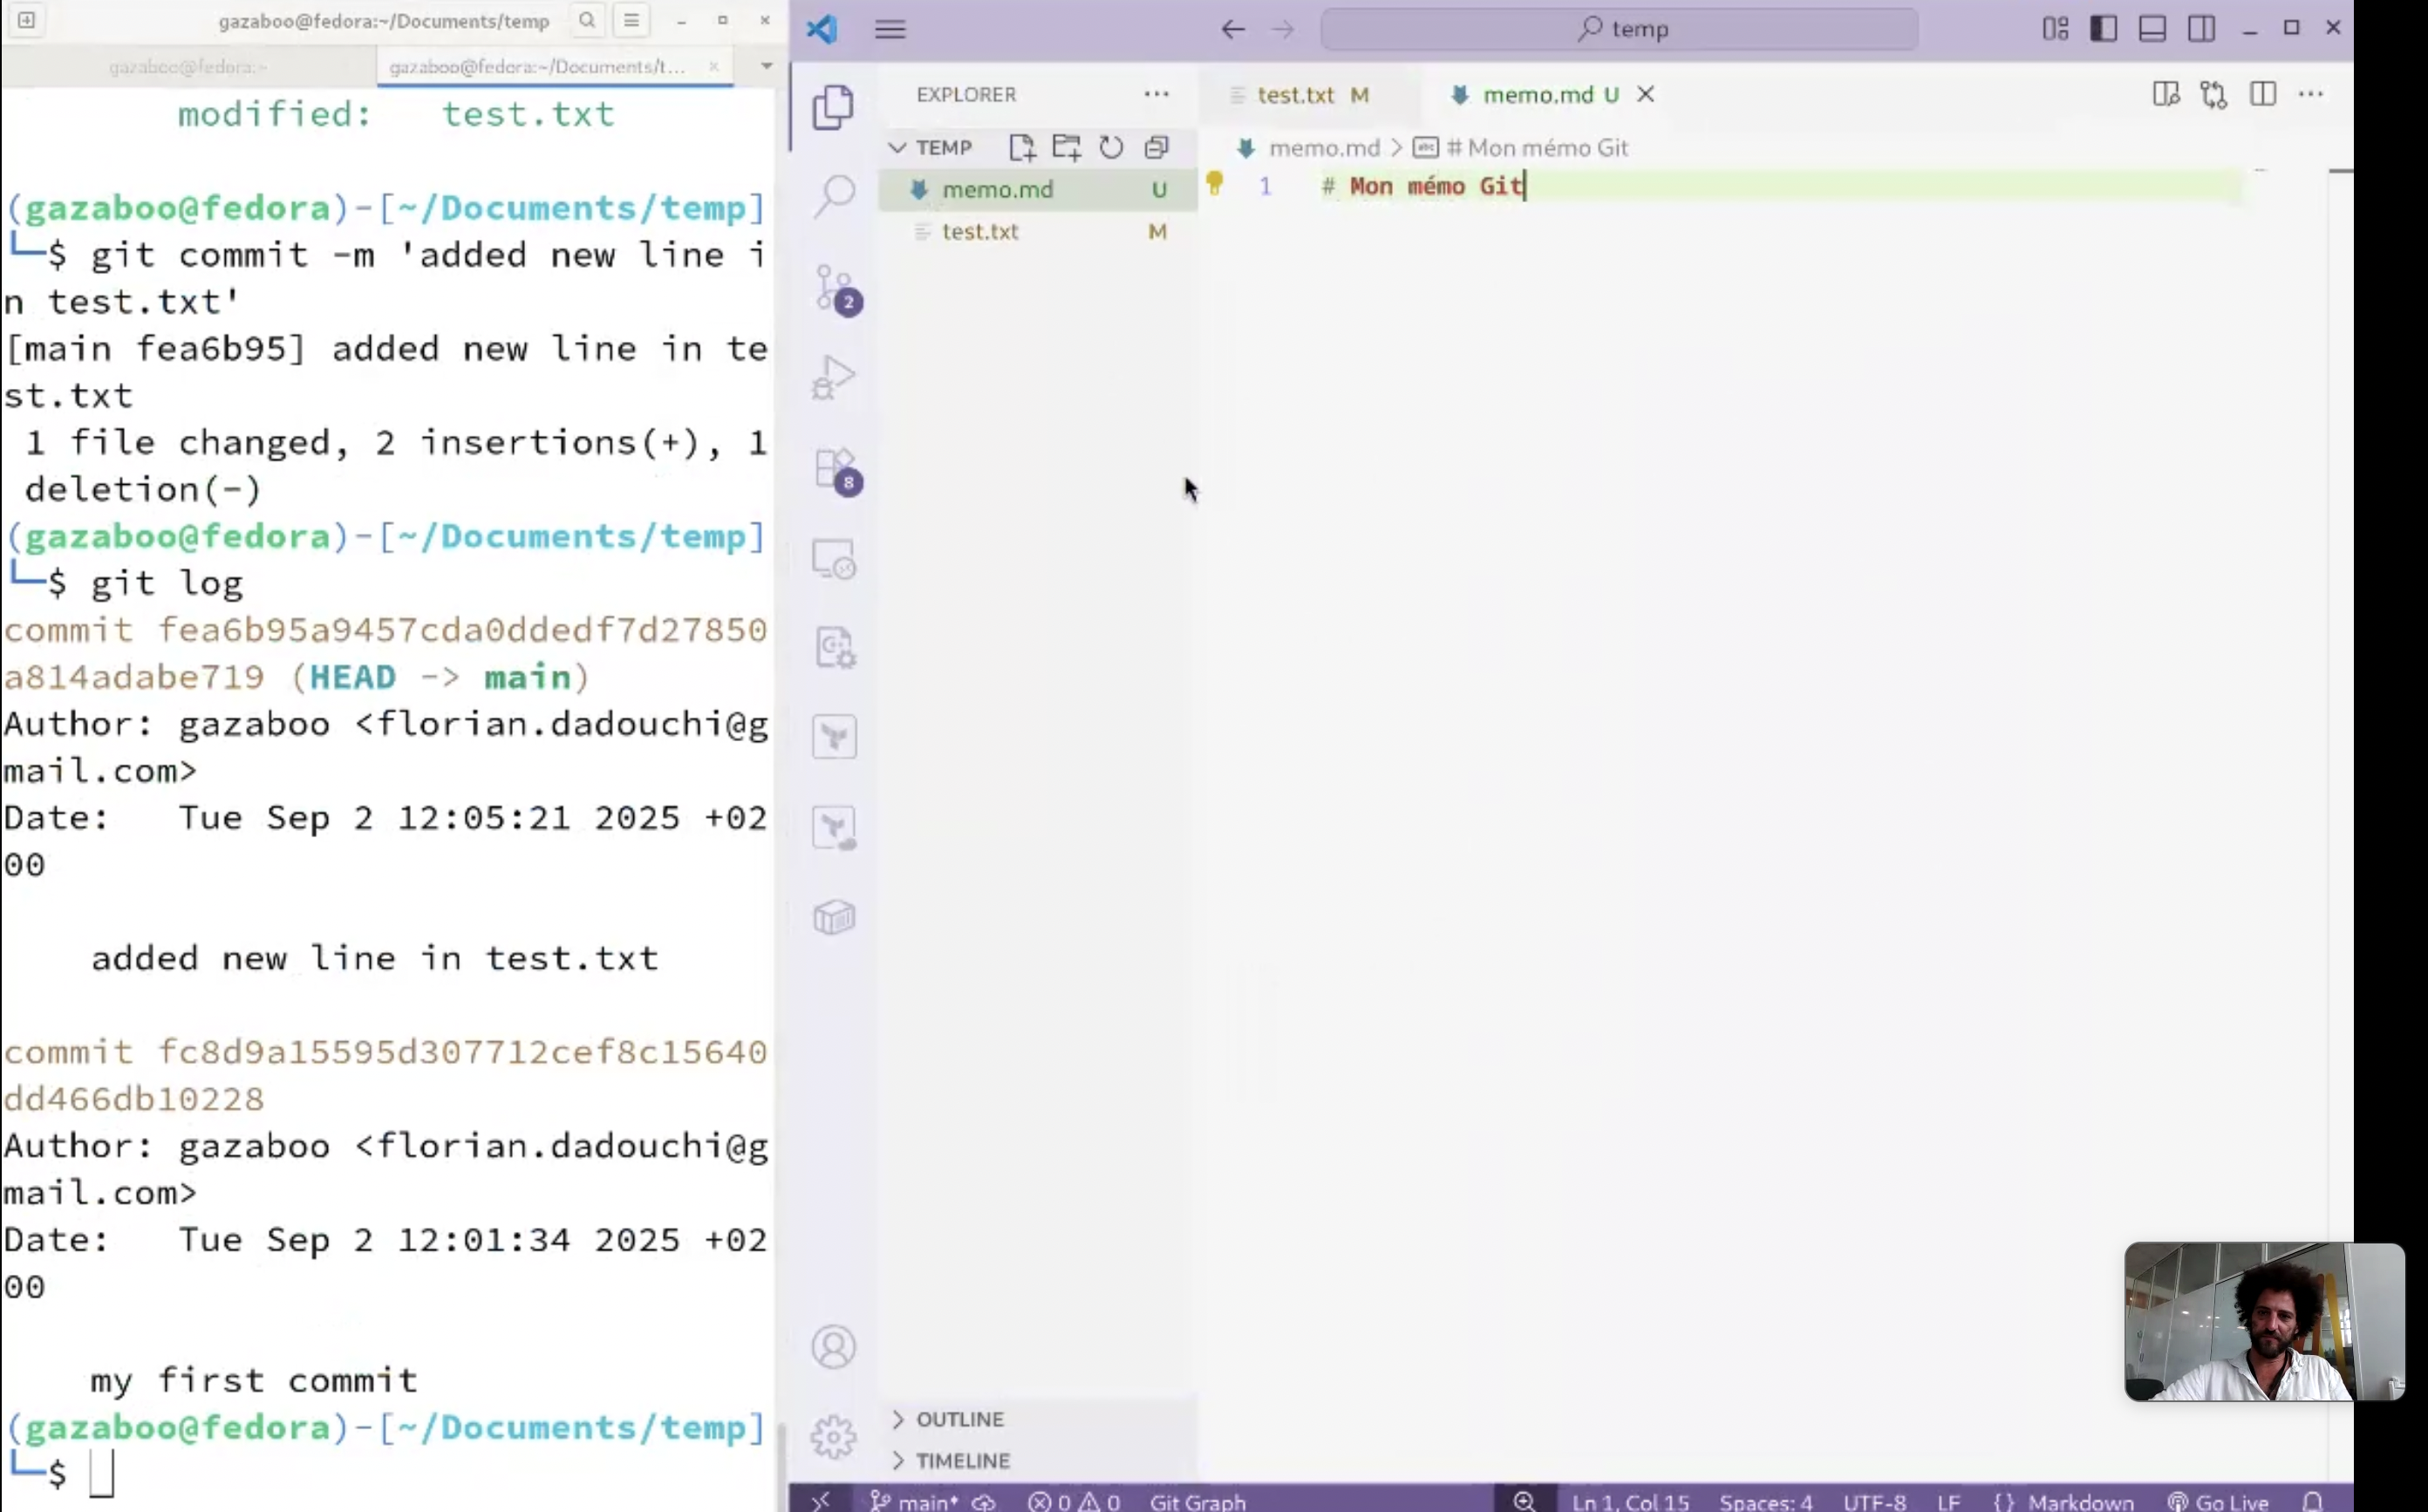 gazaboo@fedora:~/Documents/temp
gazaboo@fedora:~
gazaboo@fedora:~/Documents/t...
modified:   test.txt
(gazaboo@fedora)-[~/Documents/temp]
└─$ git commit -m 'added new line i
n test.txt'
[main fea6b95] added new line in te
st.txt
1 file changed, 2 insertions(+), 1
deletion(-)
(gazaboo@fedora)-[~/Documents/temp]
└─$ git log
commit fea6b95a9457cda0ddedf7d27850
a814adabe719 (HEAD -> main)
Author: gazaboo <florian.dadouchi@g
mail.com>
Date:   Tue Sep 2 12:05:21 2025 +02
00
added new line in test.txt
commit fc8d9a15595d307712cef8c15640
dd466db10228
Author: gazaboo <florian.dadouchi@g
mail.com>
Date:   Tue Sep 2 12:01:34 2025 +02
00
my first commit
(gazaboo@fedora)-[~/Documents/temp]
└─$
temp
EXPLORER
test.txt M
memo.md U
TEMP
memo.md > # Mon mémo Git
memo.md U
test.txt M
1 # Mon mémo Git
2
8
OUTLINE
TIMELINE
main* 0 0 Git Graph
Ln 1, Col 15 Spaces: 4 UTF-8 LF {} Markdown Go Live